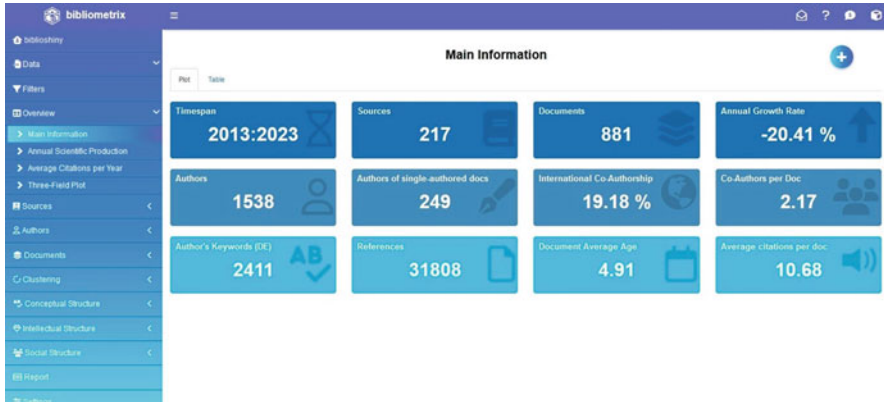 bibliometrix
biblioshiny
Data
Filters
Overview
Main Information
Annual Scientific Production
Average Citations per Year
Three-Field Plot
Sources
Authors
Documents
Clustering
Conceptual Structure
Intellectual Structure
Social Structure
Report
Main Information
Plot Table
Timespan
2013:2023
Sources
217
Documents
881
Annual Growth Rate
-20.41 %
Authors
1538
Authors of single-authored docs
249
International Co-Authorship
19.18 %
Co-Authors per Doc
2.17
Author's Keywords (DE)
2411
AB
References
31808
Document Average Age
4.91
Average citations per doc
10.68